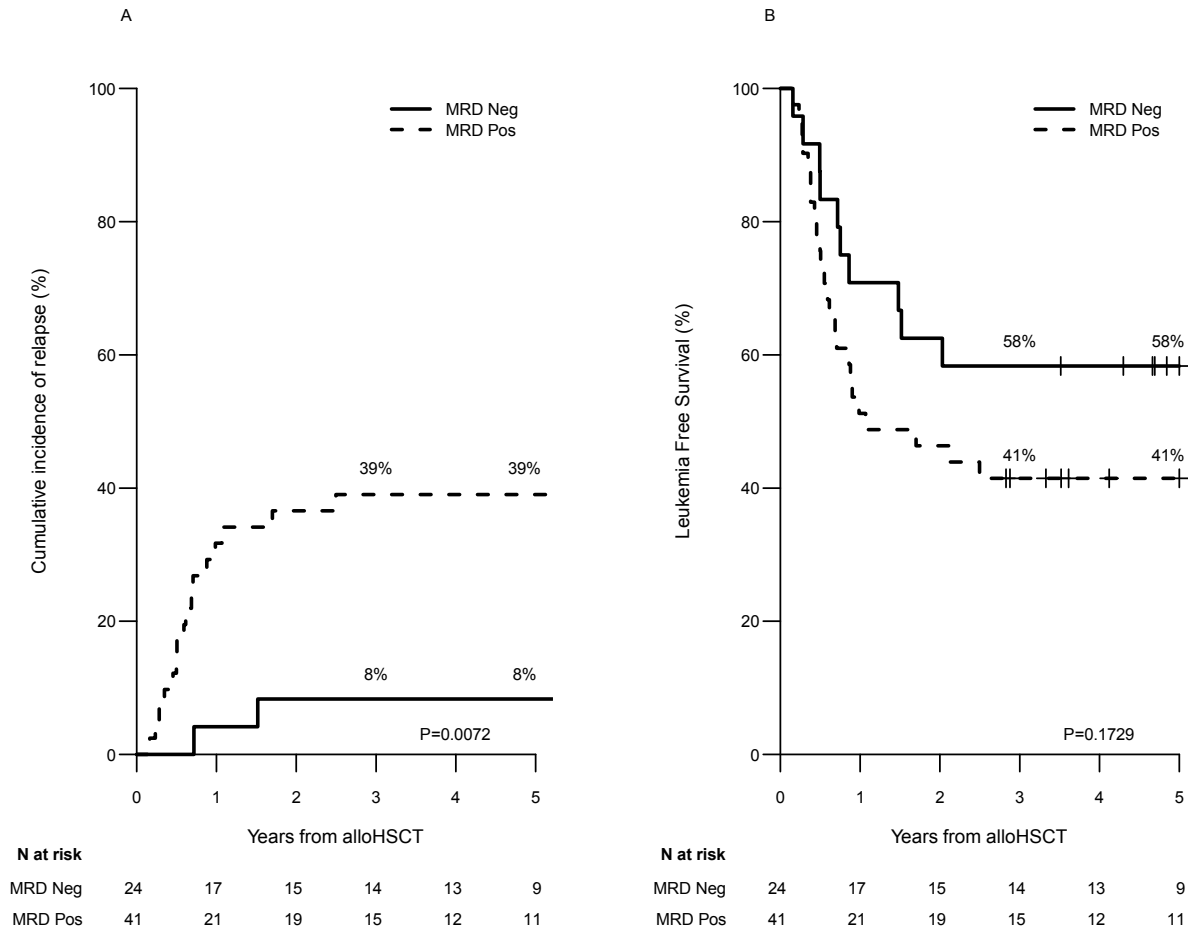 A
Cumulative incidence of relapse (%)
100
80
60
40
20
0
MRD Neg
MRD Pos
39% 39%
8% 8%
P=0.0072
0 1 2 3 4 5
Years from alloHSCT
N at risk
MRD Neg 24 17 15 14 13 9
MRD Pos 41 21 19 15 12 11
B
Leukemia Free Survival (%)
100
80
60
40
20
0
MRD Neg
MRD Pos
58% 58%
41% 41%
P=0.1729
0 1 2 3 4 5
Years from alloHSCT
N at risk
MRD Neg 24 17 15 14 13 9
MRD Pos 41 21 19 15 12 11